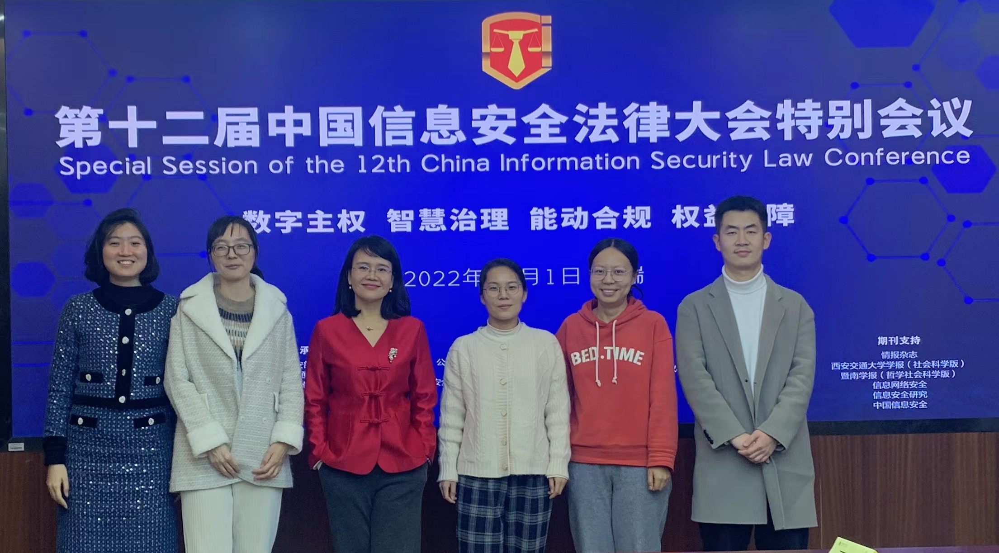 第十二届中国信息安全法律大会特别会议
Special Session of the 12th China Information Security Law Conference
数字主权 智慧治理 能动合规 权益 障
2022年 月1日
期刊支持
情报杂志
西安交通大学学报（社会科学版）
暨南学报（哲学社会科学版）
信息网络安全
信息安全研究
中国信息安全
BED.TIME